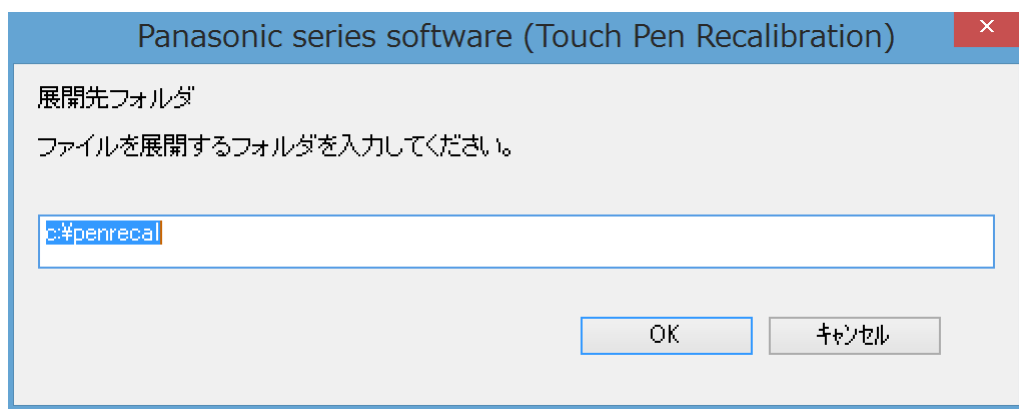 Panasonic series software (Touch Pen Recalibration)
展開先フォルダ
ファイルを展開するフォルダを入力してください。
c:¥penrecal
OK
キャンセル